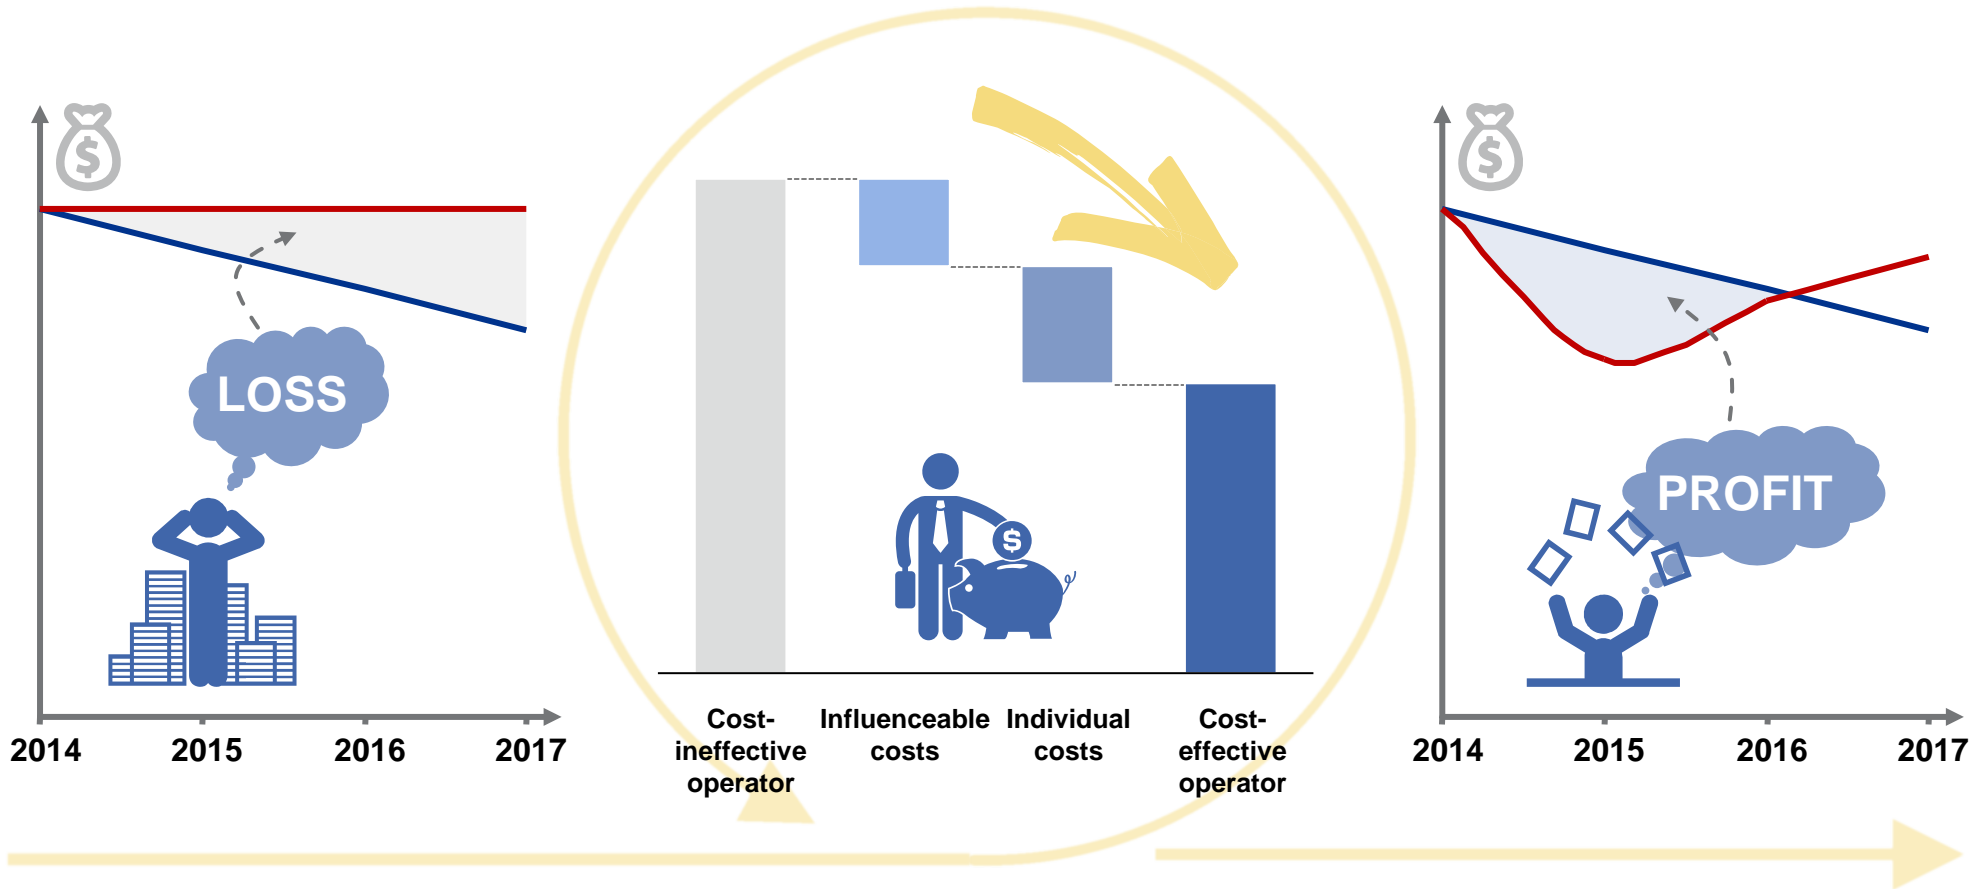 $
LOSS
2014 2015 2016 2017
$
Cost-
ineffective
operator
Influenceable
costs
Individual
costs
Cost-
effective
operator
$
PROFIT
2014 2015 2016 2017